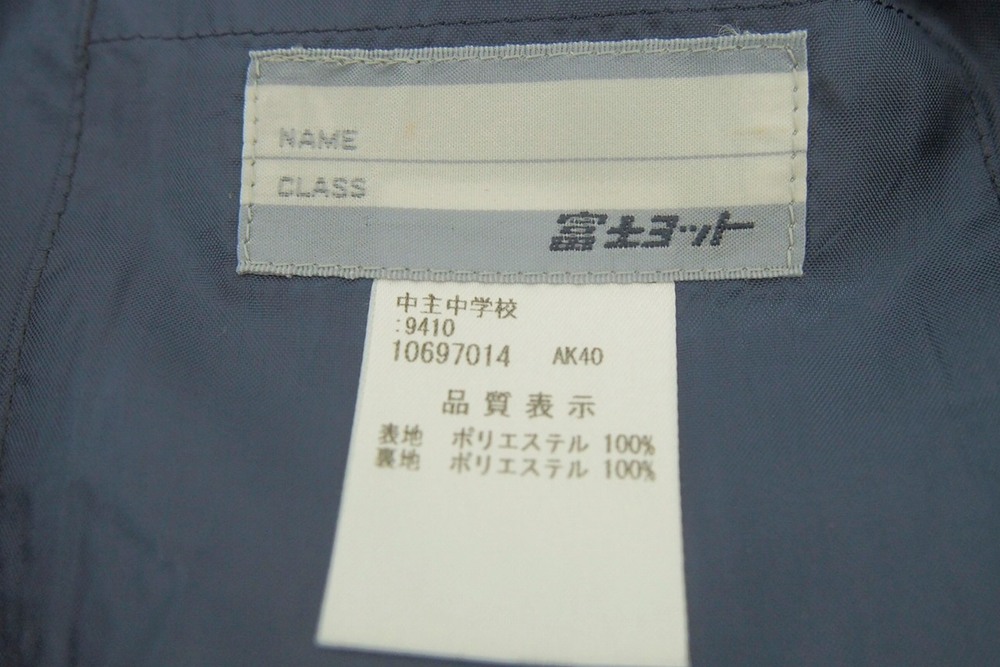 NAME
CLASS
富士ヨット
中主中学校
:9410
10697014 AK40
品質表示
表地 ポリエステル 100%
裏地 ポリエステル 100%